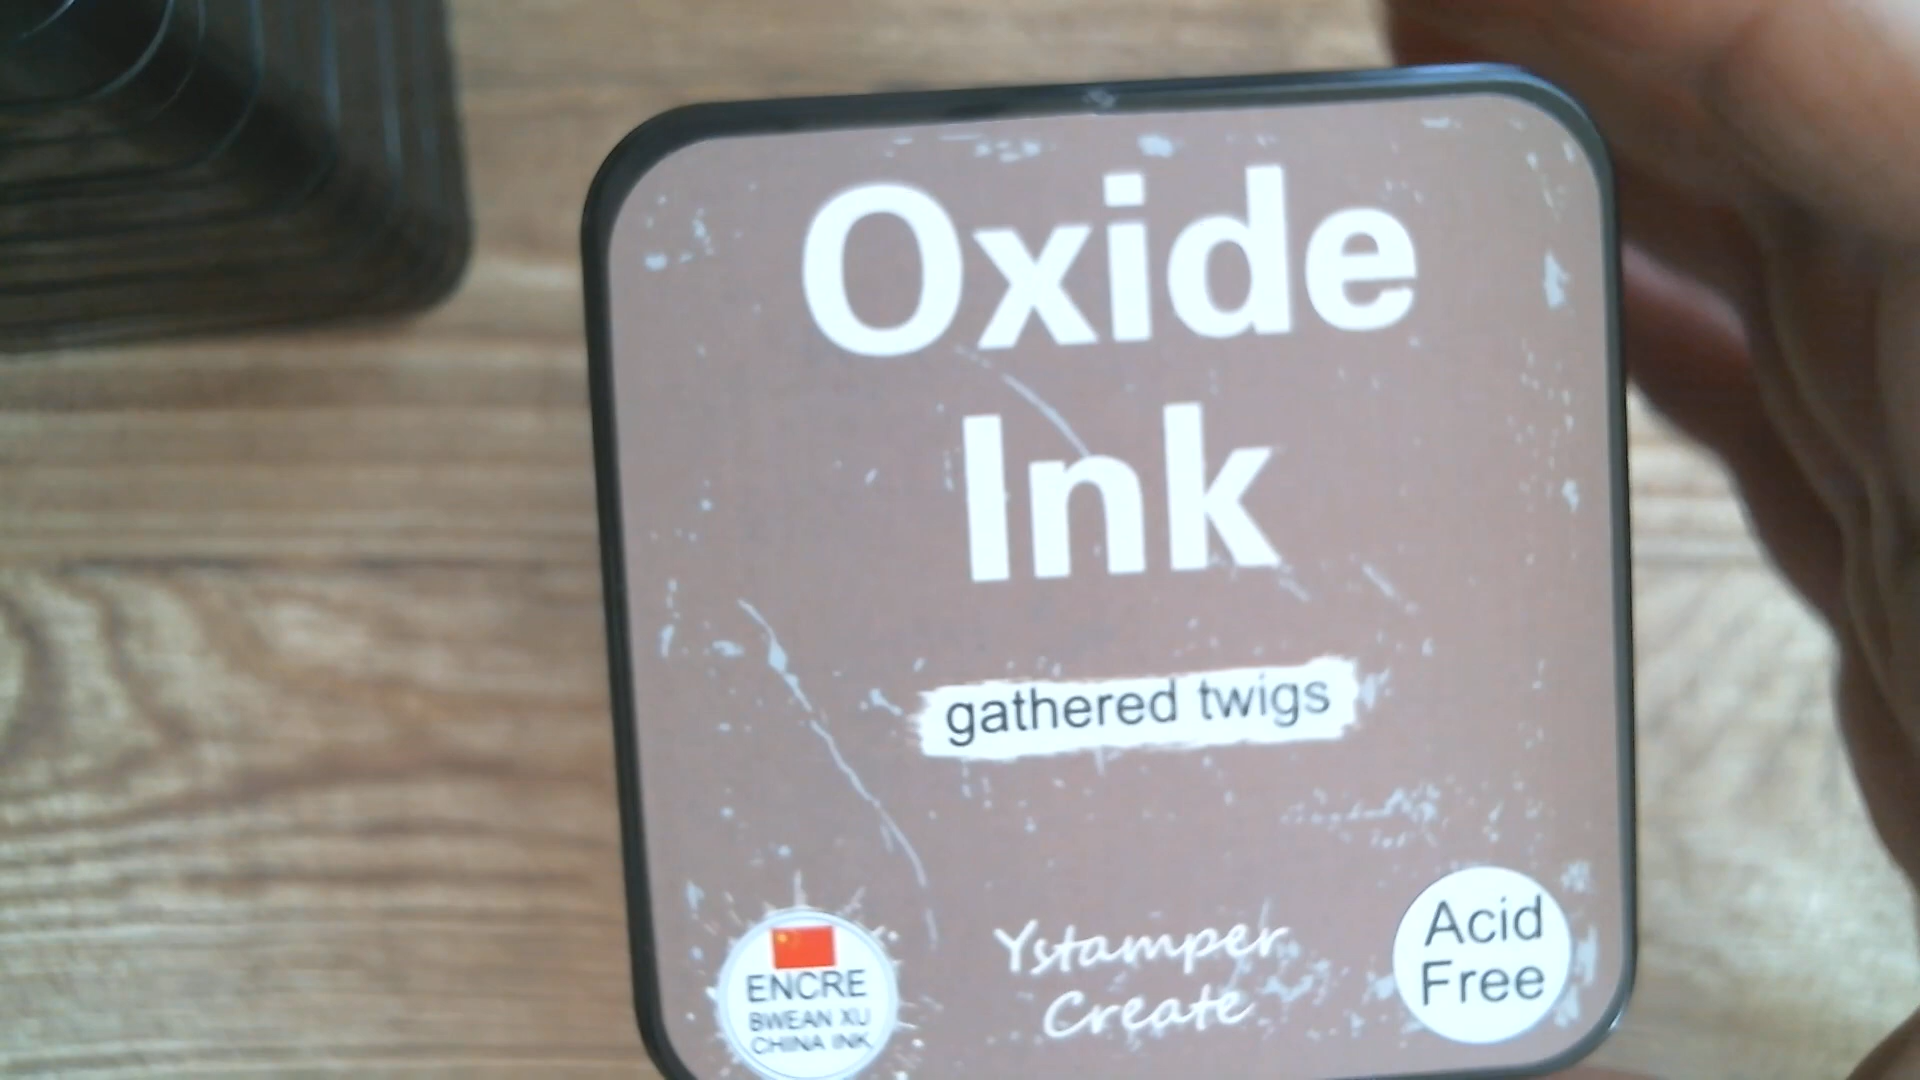 Oxide
Ink
gathered twigs
Ystamper
Create
Acid
Free
ENCRE
BWEAN XU
CHINA INK